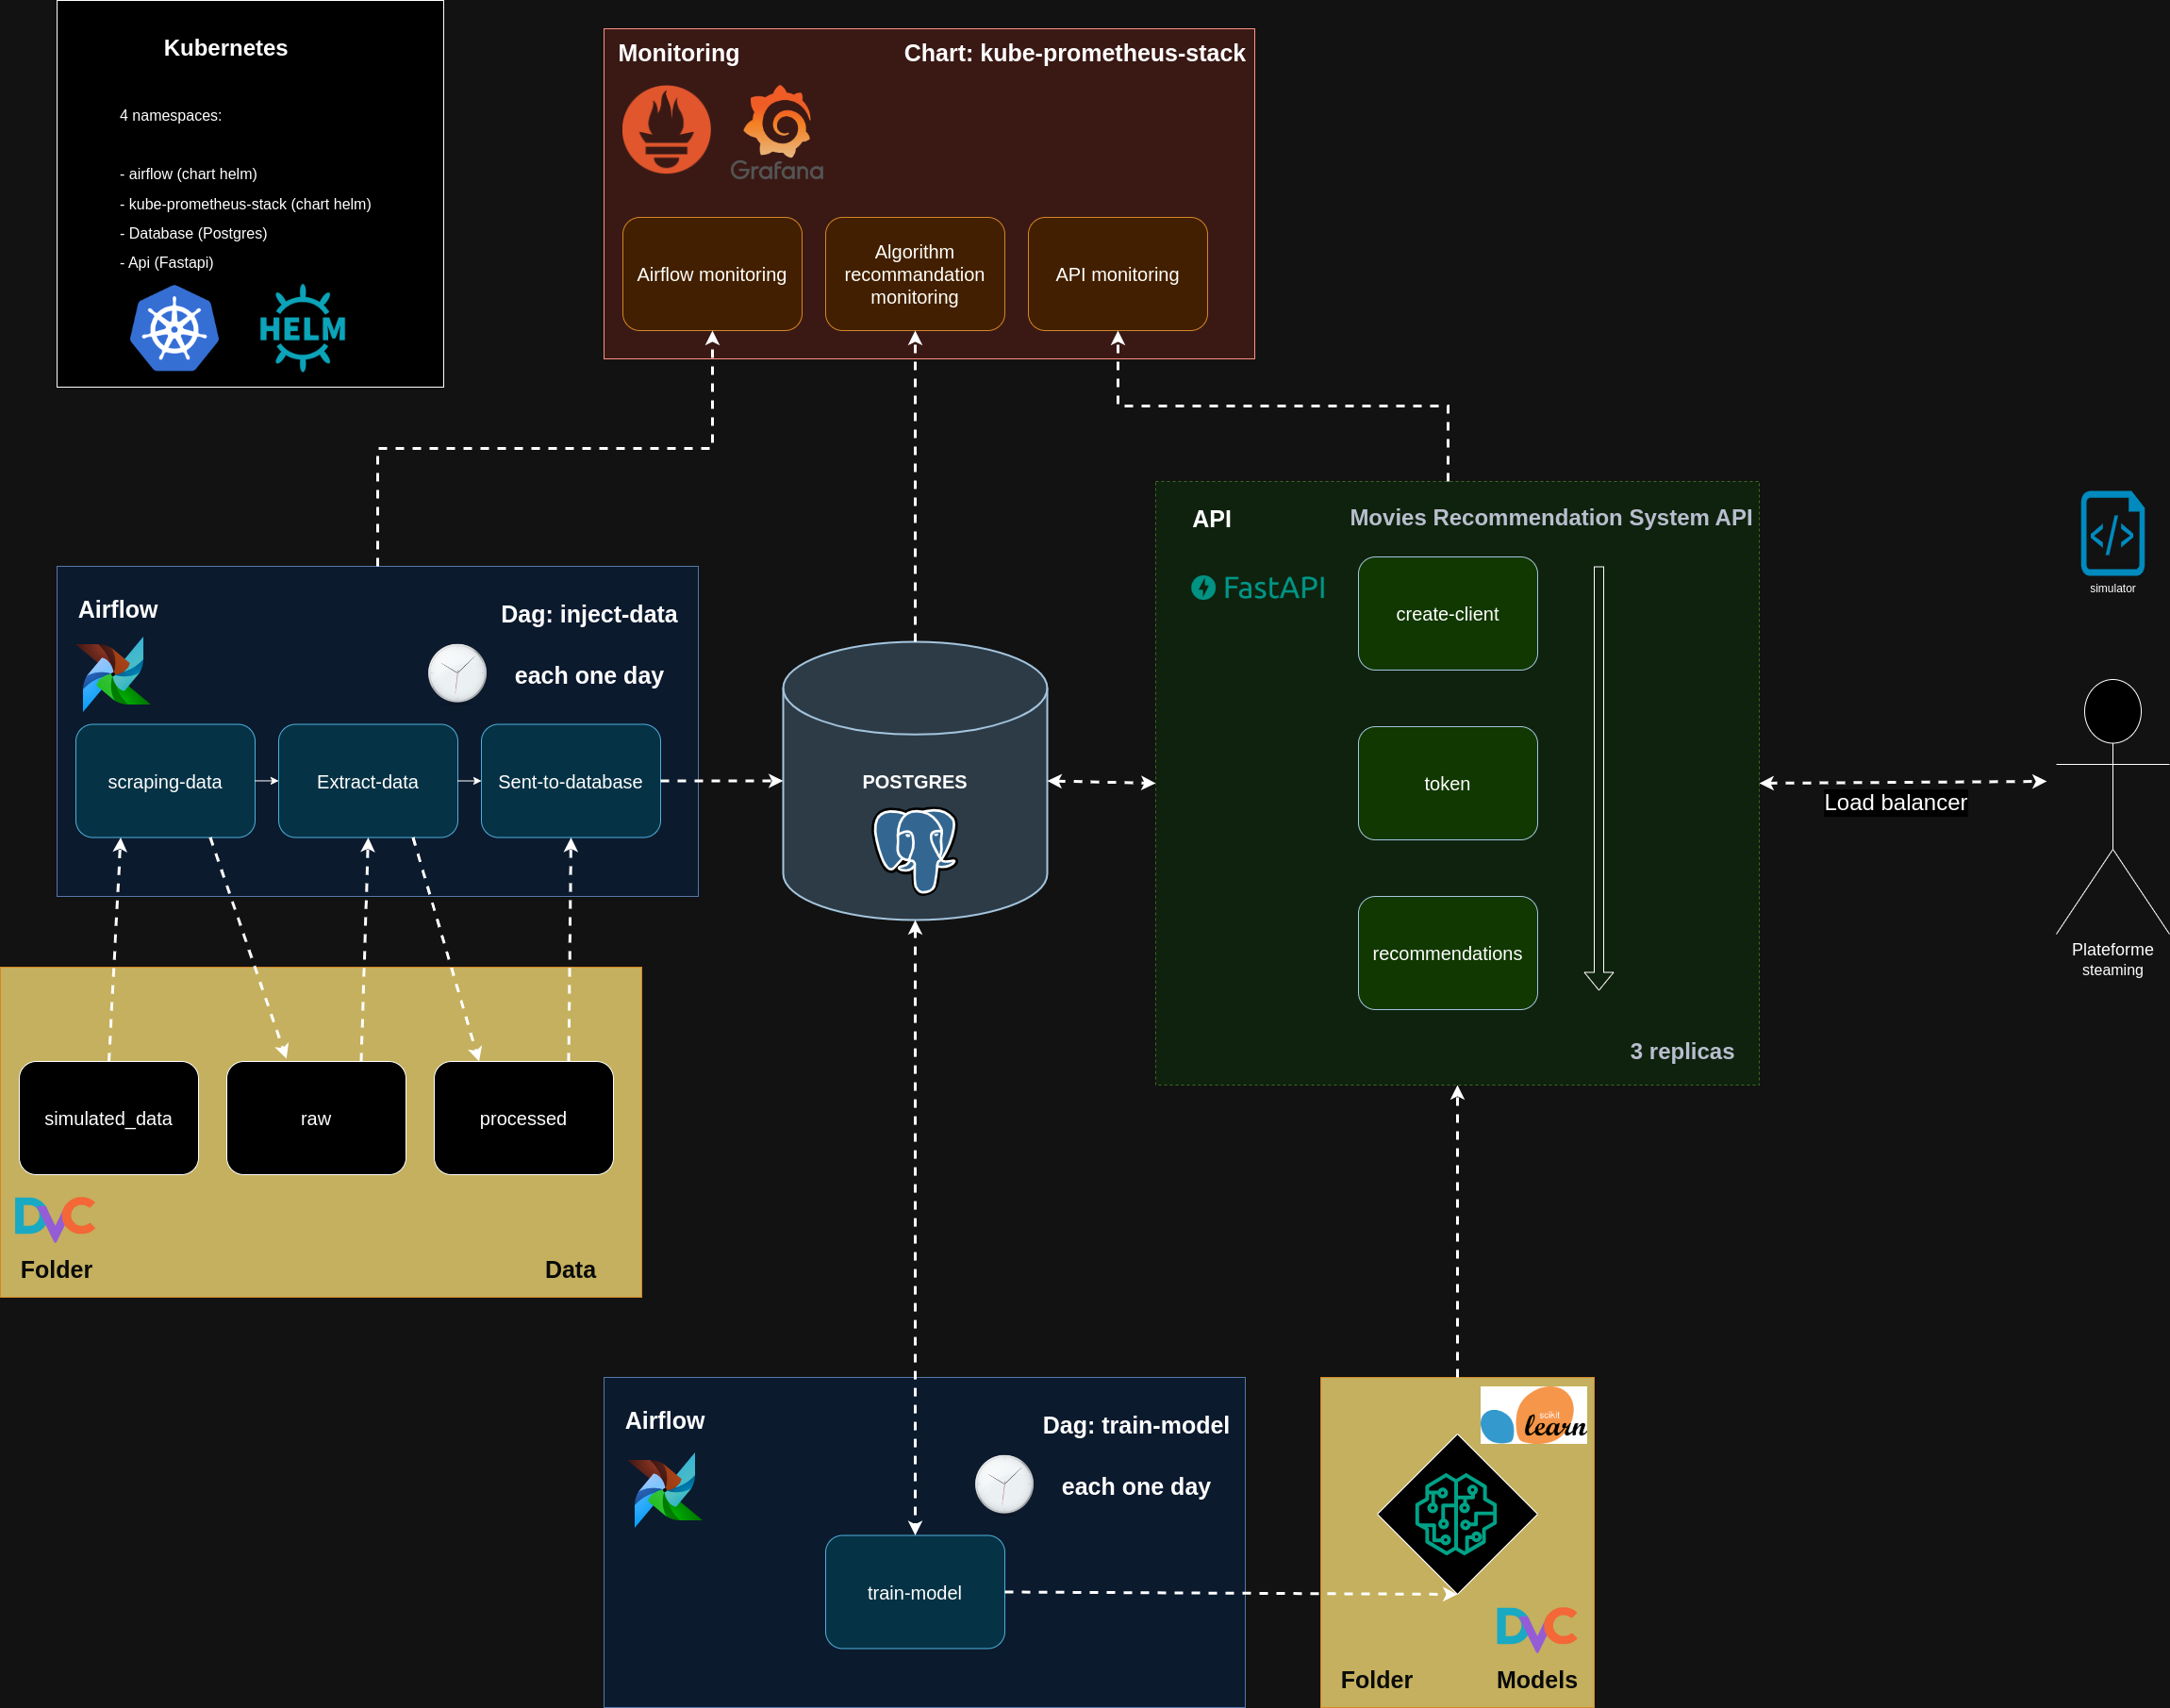 Kubernetes
4 namespaces:
- airflow (chart helm)
- kube-prometheus-stack (chart helm)
- Database (Postgres)
- Api (Fastapi)
HELM
Monitoring
Chart: kube-prometheus-stack
Grafana
Airflow monitoring
Algorithm
recommandation
monitoring
API monitoring
Airflow
Dag: inject-data
each one day
scraping-data
Extract-data
Sent-to-database
POSTGRES
API
Movies Recommendation System API
FastAPI
create-client
token
recommendations
3 replicas
Load balancer
simulator
Plateforme
steaming
simulated_data
raw
processed
DVC
Folder
Data
Airflow
Dag: train-model
each one day
train-model
scikit
learn
DVC
Folder
Models